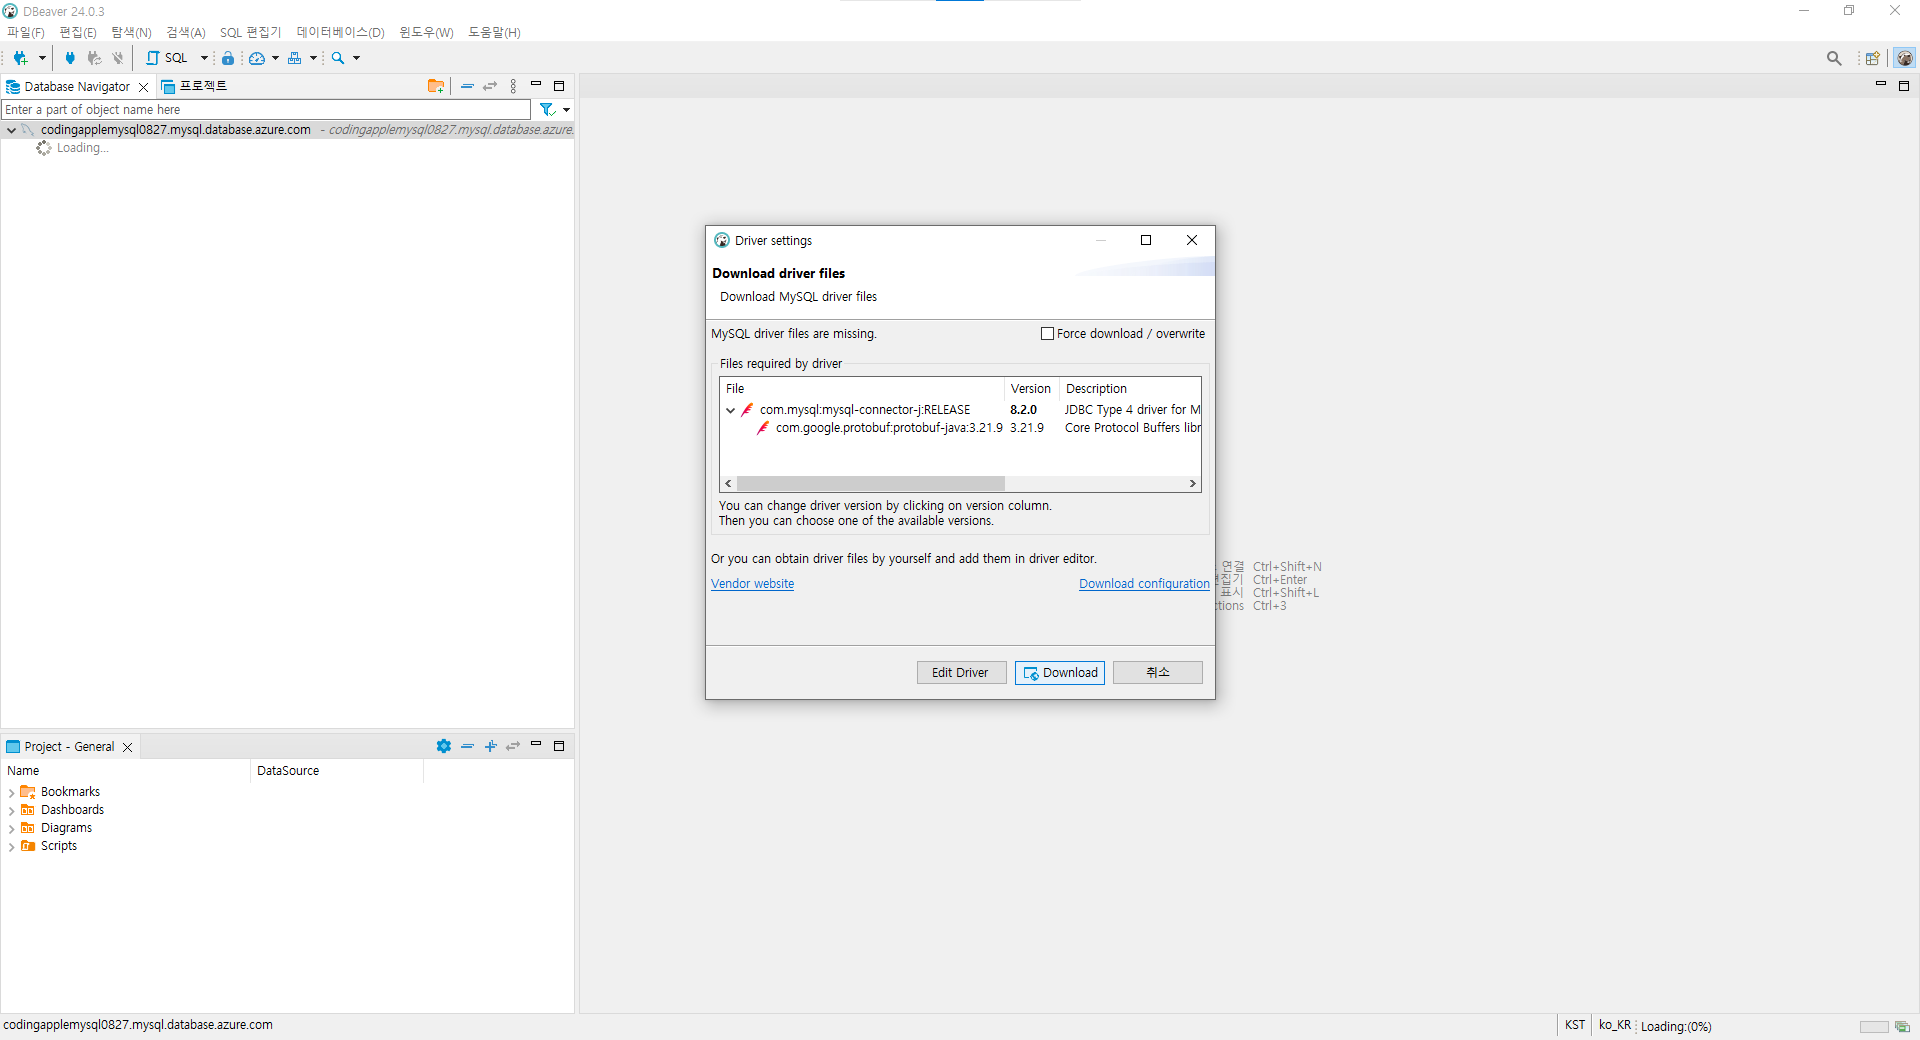 DBeaver 24.0.3
파일(F) 편집(E) 탐색(N) 검색(A) SQL 편집기 데이터베이스(D) 윈도우(W) 도움말(H)
SQL
Database Navigator 프로젝트
Enter a part of object name here
codingapplemysql0827.mysql.database.azure.com - codingapplemysql0827.mysql.database.azure.
Loading...
Driver settings
Download driver files
Download MySQL driver files
MySQL driver files are missing. Force download / overwrite
Files required by driver
File Version Description
com.mysql:mysql-connector-j:RELEASE 8.2.0 JDBC Type 4 driver for M
com.google.protobuf:protobuf-java:3.21.9 3.21.9 Core Protocol Buffers libr
You can change driver version by clicking on version column.
Then you can choose one of the available versions.
Or you can obtain driver files by yourself and add them in driver editor.
Vendor website Download configuration
Edit Driver Download 취소
연결 Ctrl+Shift+N
집기 Ctrl+Enter
표시 Ctrl+Shift+L
ctions Ctrl+3
Project - General
Name DataSource
Bookmarks
Dashboards
Diagrams
Scripts
codingapplemysql0827.mysql.database.azure.com KST ko_KR Loading:(0%)